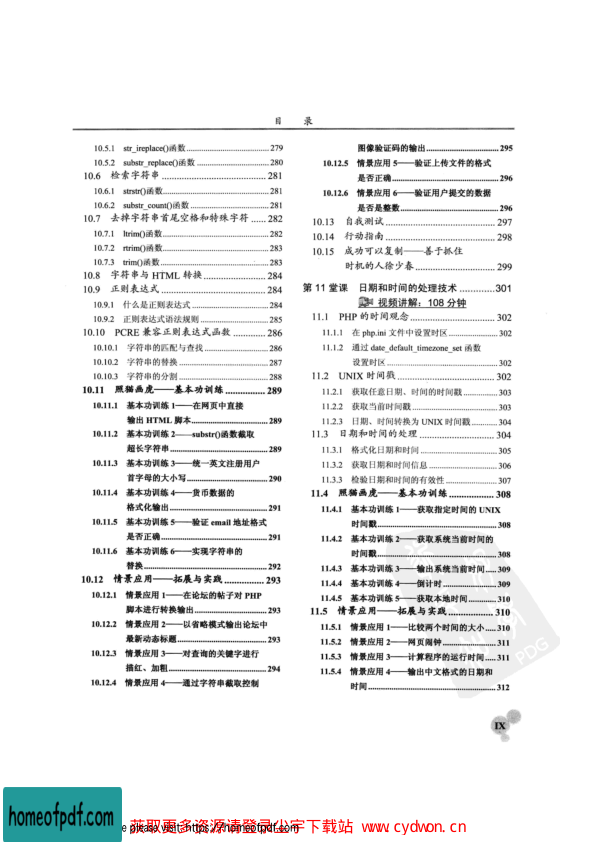 目 录
10.5.1 str_ireplace()函数 279
10.5.2 substr_replace()函数 280
10.6 检索字符串 281
10.6.1 strstr()函数 281
10.6.2 substr_count()函数 281
10.7 去掉字符串首尾空格和特殊字符 282
10.7.1 ltrim()函数 282
10.7.2 rtrim()函数 283
10.7.3 trim()函数 283
10.8 字符串与 HTML 转换 284
10.9 正则表达式 284
10.9.1 什么是正则表达式 284
10.9.2 正则表达式语法规则 285
10.10 PCRE 兼容正则表达式函数 286
10.10.1 字符串的匹配与查找 286
10.10.2 字符串的替换 287
10.10.3 字符串的分割 288
10.11 照猫画虎——基本功训练 289
10.11.1 基本功训练 1——在网页中直接
输出 HTML 脚本 289
10.11.2 基本功训练 2——substr()函数截取
超长字符串 289
10.11.3 基本功训练 3——统一英文注册用户
首字母的大小写 290
10.11.4 基本功训练 4——货币数据的
格式化输出 291
10.11.5 基本功训练 5——验证 email 地址格式
是否正确 291
10.11.6 基本功训练 6——实现字符串的
替换 292
10.12 情景应用——拓展与实践 293
10.12.1 情景应用 1——在论坛的帖子对 PHP
脚本进行转换输出 293
10.12.2 情景应用 2——以省略模式输出论坛中
最新动态标题 293
10.12.3 情景应用 3——对查询的关键字进行
描红、加粗 294
10.12.4 情景应用 4——通过字符串截取控制
图像验证码的输出 295
10.12.5 情景应用 5——验证上传文件的格式
是否正确 296
10.12.6 情景应用 6——验证用户提交的数据
是否是整数 296
10.13 自我测试 297
10.14 行动指南 298
10.15 成功可以复制——善于抓住
时机的人徐少春 299
第 11 堂课 日期和时间的处理技术 301
视频讲解：108 分钟
11.1 PHP 的时间观念 302
11.1.1 在 php.ini 文件中设置时区 302
11.1.2 通过 date_default_timezone_set 函数
设置时区 302
11.2 UNIX 时间戳 302
11.2.1 获取任意日期、时间的时间戳 303
11.2.2 获取当前时间戳 303
11.2.3 日期、时间转换为 UNIX 时间戳 304
11.3 日期和时间的处理 304
11.3.1 格式化日期和时间 305
11.3.2 获取日期和时间信息 306
11.3.3 检验日期和时间的有效性 307
11.4 照猫画虎——基本功训练 308
11.4.1 基本功训练 1——获取指定时间的 UNIX
时间戳 308
11.4.2 基本功训练 2——获取系统当前时间的
时间戳 308
11.4.3 基本功训练 3——输出系统当前时间 309
11.4.4 基本功训练 4——倒计时 309
11.4.5 基本功训练 5——获取本地时间 310
11.5 情景应用——拓展与实践 310
11.5.1 情景应用 1——比较两个时间的大小 310
11.5.2 情景应用 2——网页闹钟 311
11.5.3 情景应用 3——计算程序的运行时间 311
11.5.4 情景应用 4——输出中文格式的日期和
时间 312
PDG
IX
homeofpdf.com
please visit: https://homeofpdf.com
获取更多资源请登录尘宇下载站 www.cydwon.cn